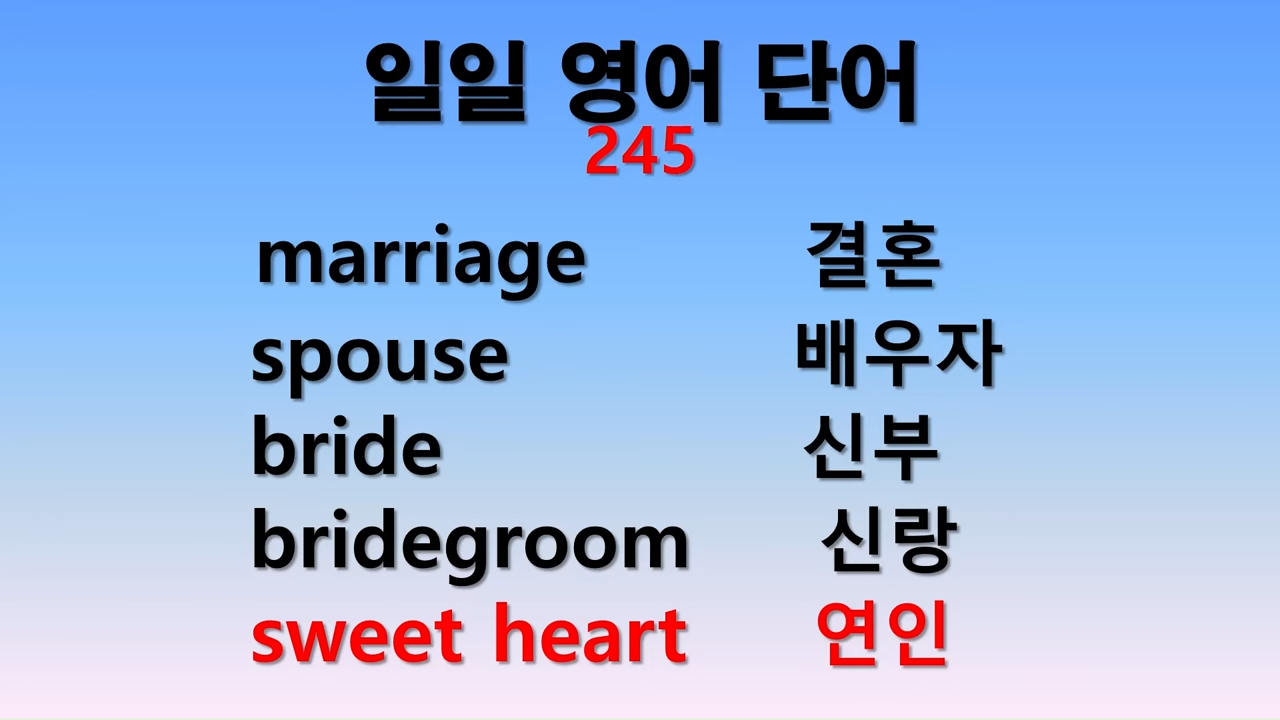 일일 영어 단어
245
marriage 결혼
spouse 배우자
bride 신부
bridegroom 신랑
sweet heart 연인